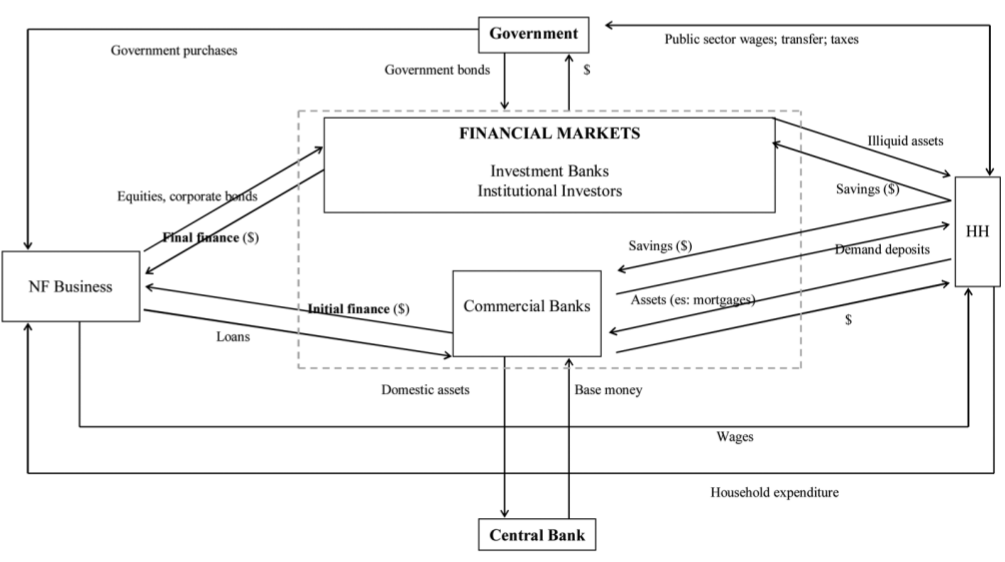 Government
Public sector wages; transfer; taxes
Government purchases
Government bonds
$
FINANCIAL MARKETS
Illiquid assets
Investment Banks
Institutional Investors
Savings ($)
Equities, corporate bonds
HH
Final finance ($)
Savings ($)
Demand deposits
NF Business
Commercial Banks
Assets (es: mortgages)
Initial finance ($)
$
Loans
Domestic assets
Base money
Wages
Household expenditure
Central Bank